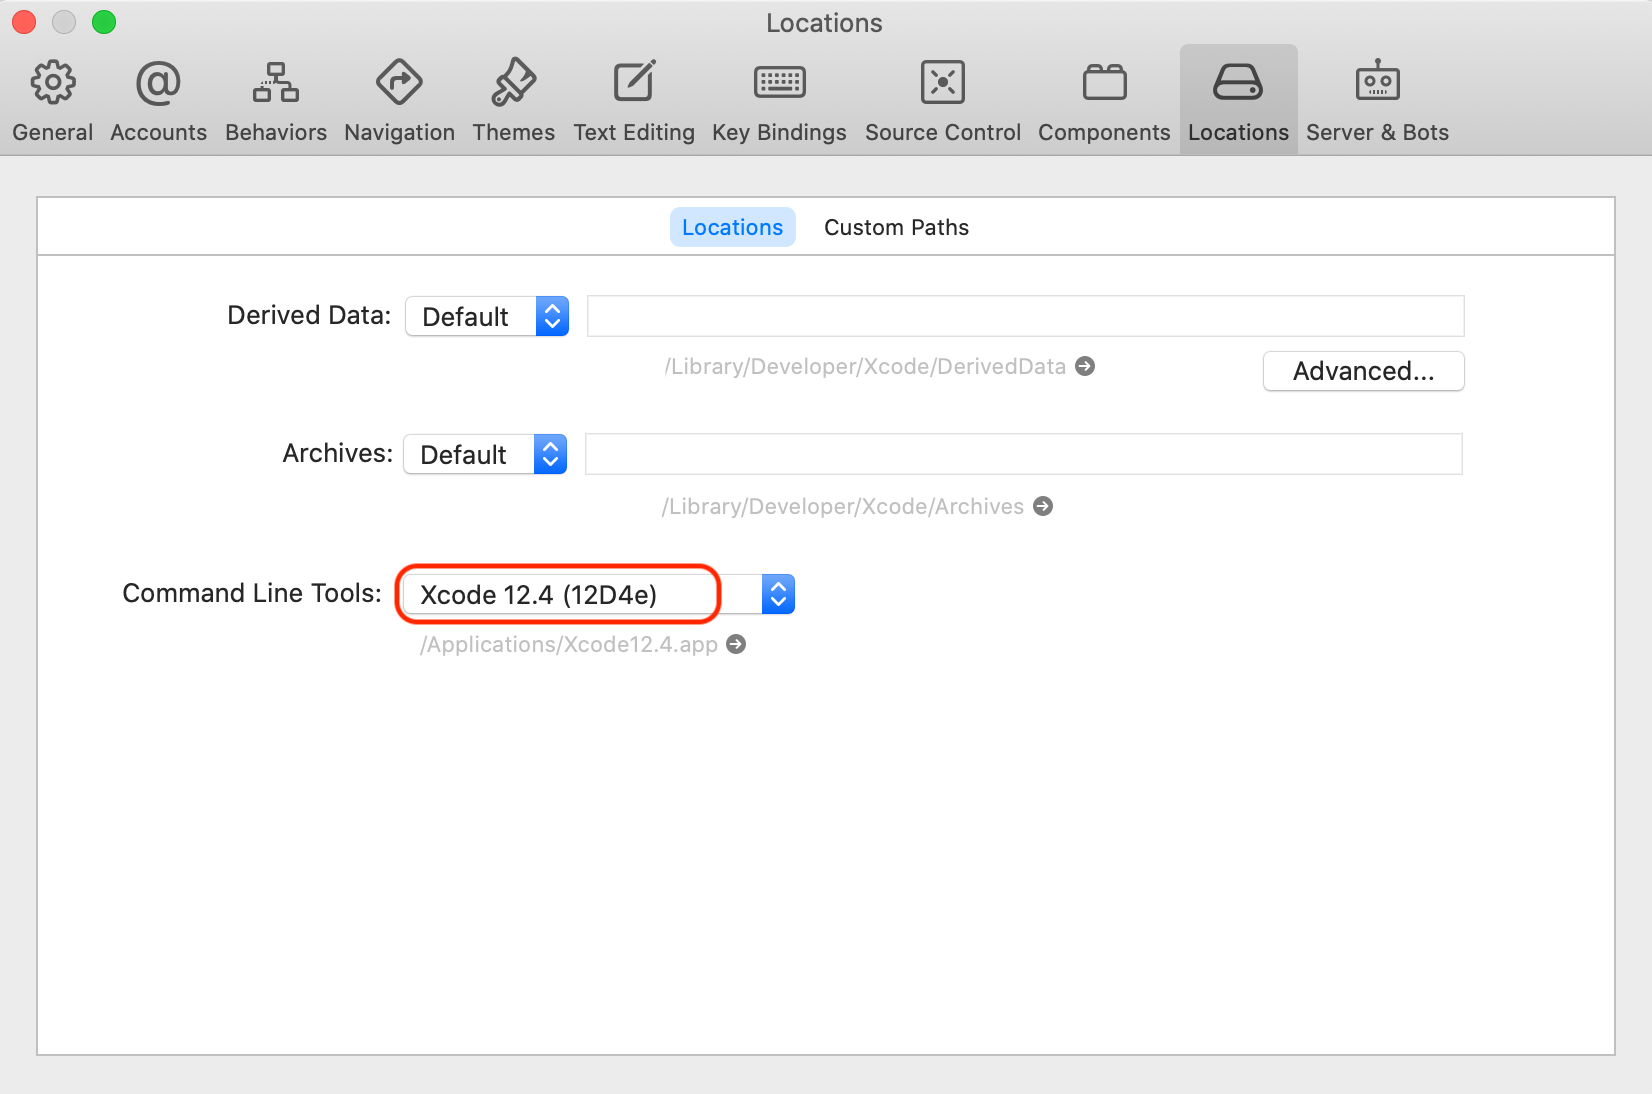 Locations
General Accounts Behaviors Navigation Themes Text Editing Key Bindings Source Control Components Locations Server & Bots
Locations Custom Paths
Derived Data: Default
/Library/Developer/Xcode/DerivedData
Advanced...
Archives: Default
/Library/Developer/Xcode/Archives
Command Line Tools: Xcode 12.4 (12D4e)
/Applications/Xcode12.4.app